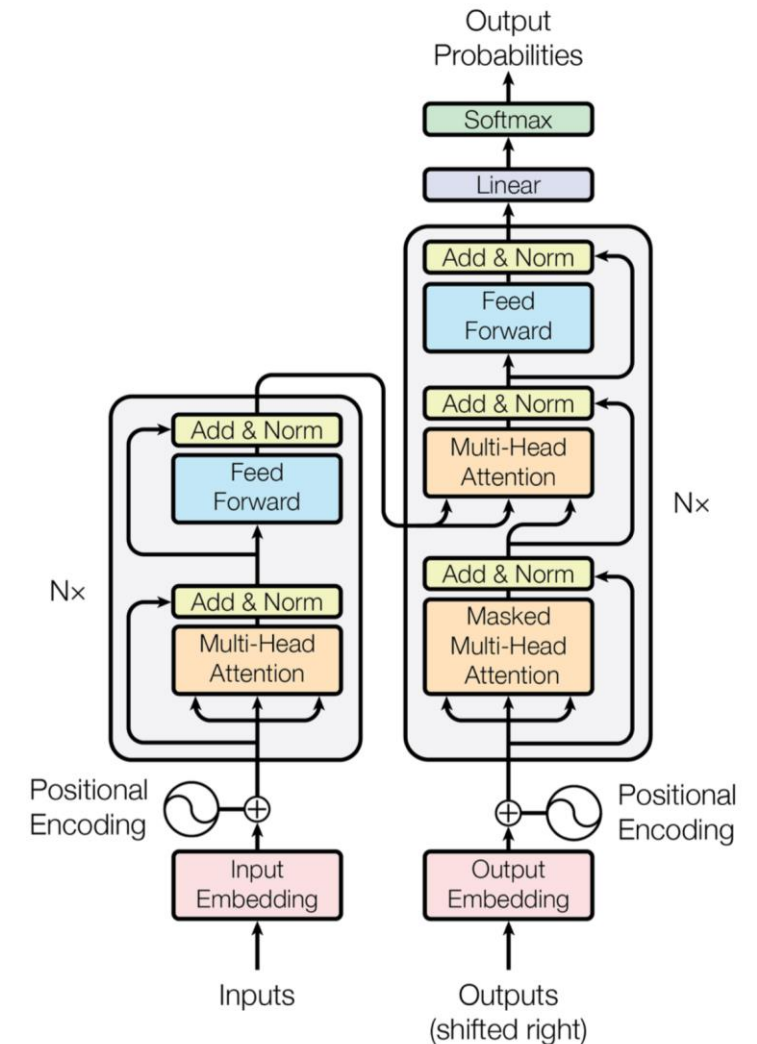 Output
Probabilities
Softmax
Linear
Add & Norm
Feed
Forward
Add & Norm
Multi-Head
Attention
Nx
Add & Norm
Masked
Multi-Head
Attention
Add & Norm
Feed
Forward
Nx
Add & Norm
Multi-Head
Attention
Positional
Encoding
Positional
Encoding
Input
Embedding
Output
Embedding
Inputs
Outputs
(shifted right)